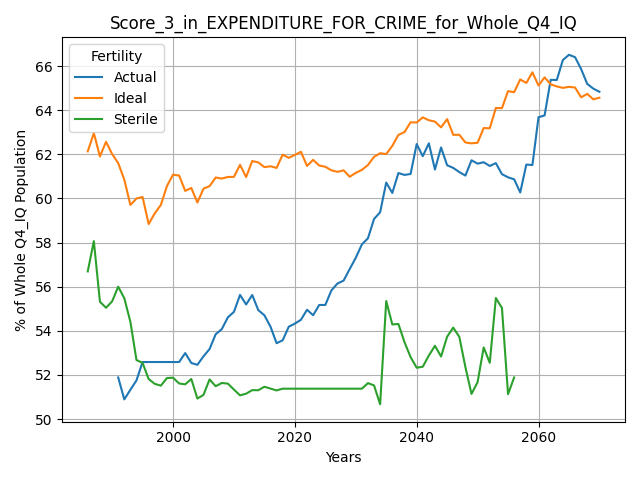 Score_3_in_EXPENDITURE_FOR_CRIME_for_Whole_Q4_IQ
Fertility
Actual
Ideal
Sterile
% of Whole Q4_IQ Population
66
64
62
60
58
56
54
52
50
2000
2020
2040
2060
Years